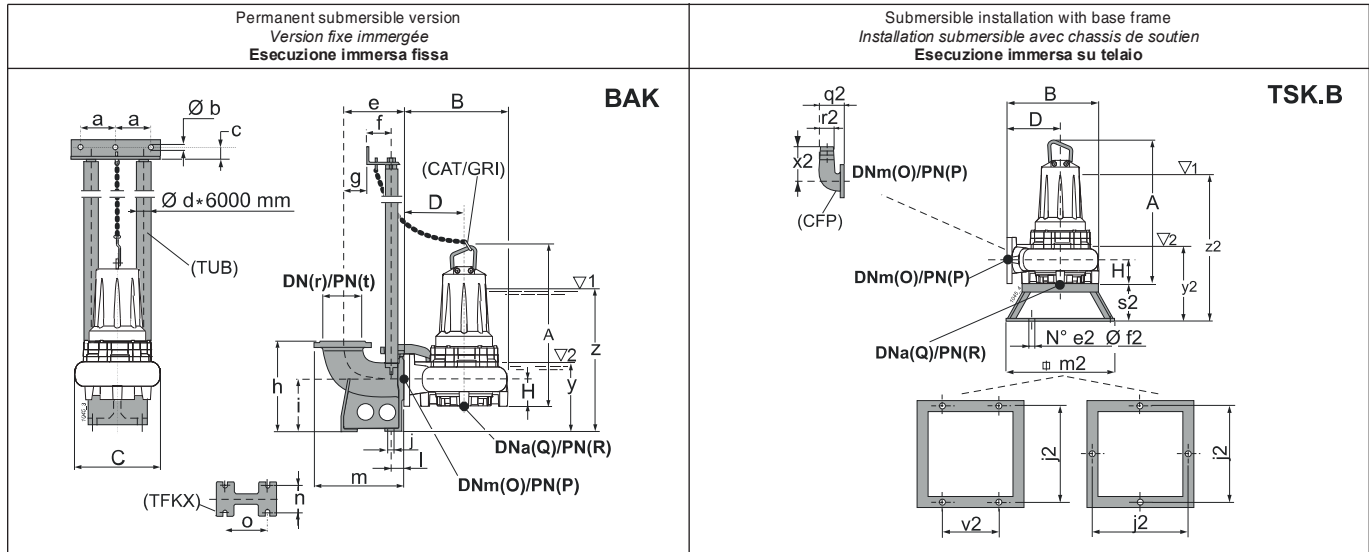 Permanent submersible version
Version fixe immergée
Esecuzione immersa fissa
Submersible installation with base frame
Installation submersible avec chassis de soutien
Esecuzione immersa su telaio
BAK
a
a
Ø b
c
Ø d*6000 mm
(TUB)
C
(TFKX)
n
o
e
B
f
g
(CAT/GRI)
D
DN(r)/PN(t)
▽1
A
z
▽2
h
i
H
y
j
l
m
DNa(Q)/PN(R)
DNm(O)/PN(P)
TSK.B
q2
r2
x2
DNm(O)/PN(P)
(CFP)
B
D
▽1
A
z2
▽2
H
y2
s2
DNm(O)/PN(P)
DNa(Q)/PN(R)
N° e2 Ø f2
m2
j2
v2
j2
j2